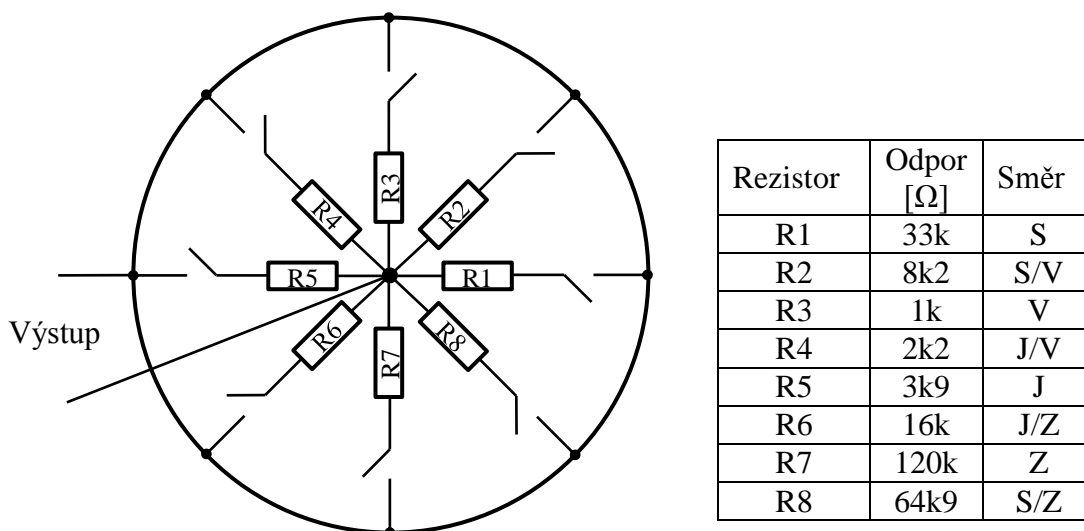 R3
R4
R2
R5
R1
Výstup
R6
R7
R8
Rezistor Odpor [Ω] Směr
R1 33k S
R2 8k2 S/V
R3 1k V
R4 2k2 J/V
R5 3k9 J
R6 16k J/Z
R7 120k Z
R8 64k9 S/Z